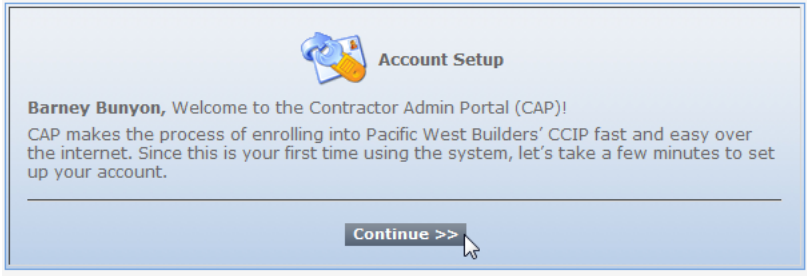 Account Setup
Barney Bunyon, Welcome to the Contractor Admin Portal (CAP)!
CAP makes the process of enrolling into Pacific West Builders' CCIP fast and easy over
the internet. Since this is your first time using the system, let's take a few minutes to set
up your account.
Continue >>